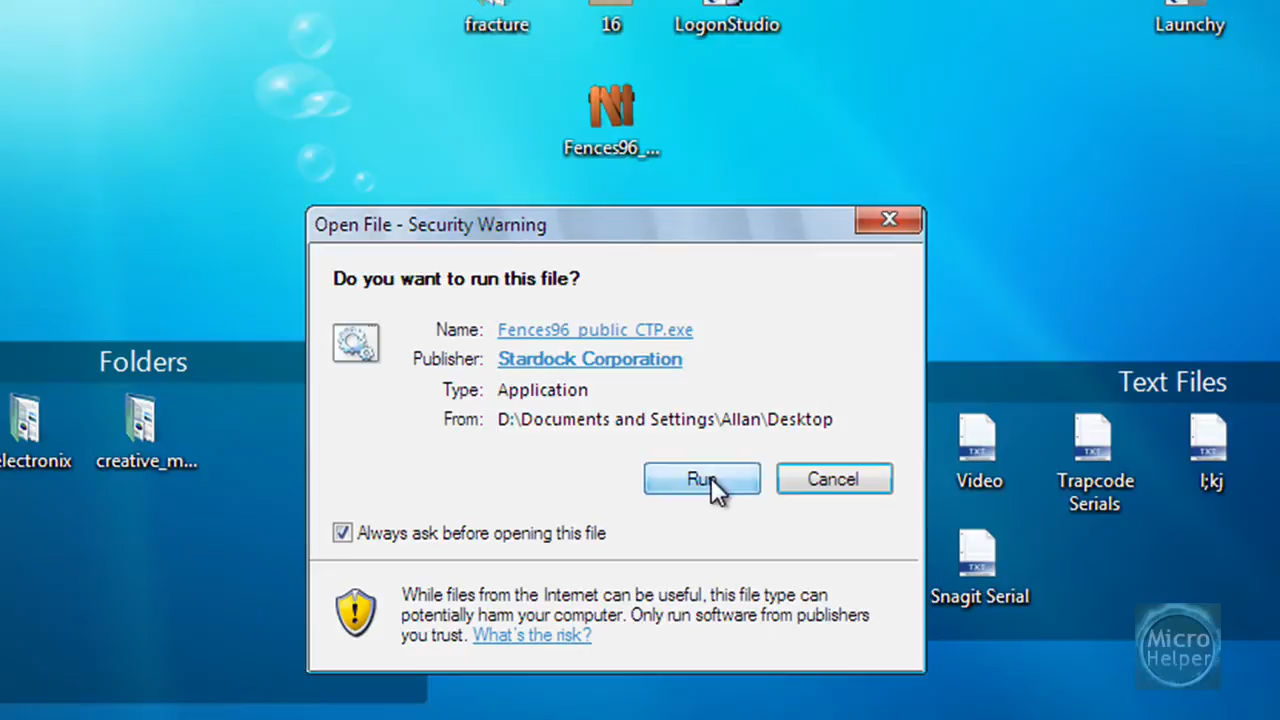 fracture
16
LogonStudio
Launchy
Fences96_...
Open File - Security Warning
Do you want to run this file?
Name: Fences96_public_CTP.exe
Publisher: Stardock Corporation
Type: Application
From: D:\Documents and Settings\Allan\Desktop
Run
Cancel
Always ask before opening this file
While files from the Internet can be useful, this file type can
potentially harm your computer. Only run software from publishers
you trust. What's the risk?
Folders
electronix
creative_m...
Text Files
TXT
TXT
TXT
Video
Trapcode
Serials
l;kj
TXT
Snagit Serial
Micro
Helper